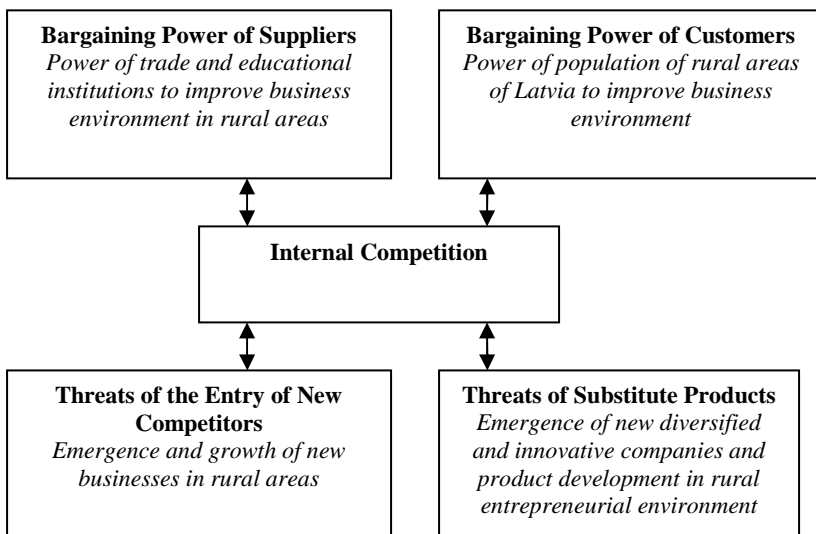 Bargaining Power of Suppliers
Power of trade and educational
institutions to improve business
environment in rural areas
Bargaining Power of Customers
Power of population of rural areas
of Latvia to improve business
environment
Internal Competition
Threats of the Entry of New
Competitors
Emergence and growth of new
businesses in rural areas
Threats of Substitute Products
Emergence of new diversified
and innovative companies and
product development in rural
entrepreneurial environment